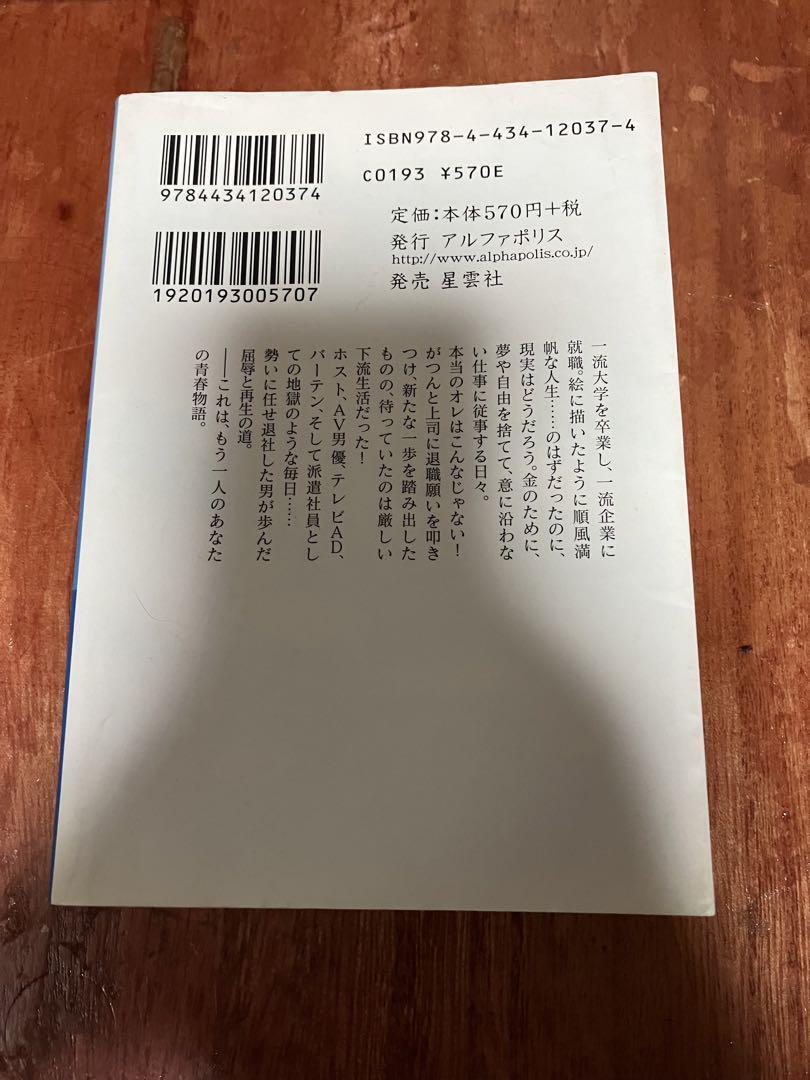 ISBN978-4-434-12037-4
9784434120374
C0193 ¥570E
定価：本体570円＋税
発行 アルファポリス
http://www.alphapolis.co.jp/
発売 星雲社
1920193005707
一流大学を卒業し、一流企業に
就職。絵に描いたように順風満
帆な人生……のはずだったのに、
現実はどうだろう。金のために、
夢や自由を捨てて、意に沿わな
い仕事に従事する日々。
本当のオレはこんなじゃない！
がつんと上司に退職願いを叩き
つけ、新たな一歩を踏み出した
ものの、待っていたのは厳しい
下流生活だった！
ホスト、AV男優、テレビAD、
バーテン、そして派遣社員とし
ての地獄のような毎日……
勢いに任せ退社した男が歩んだ
屈辱と再生の道。
――これは、もう一人のあなた
の青春物語。